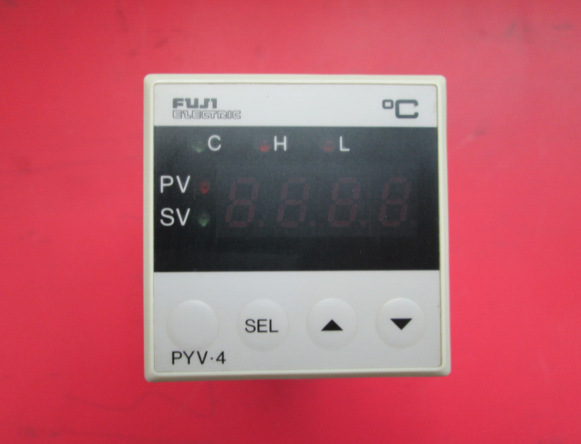 FUJI
ELECTRIC
°C
C H L
PV
SV
SEL ▲ ▼
PYV·4